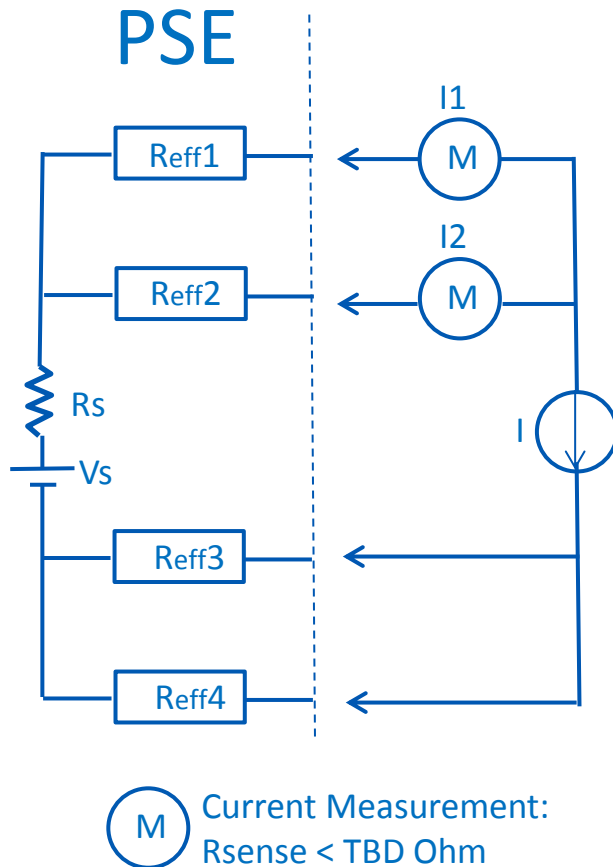 PSE
I1
Reff1
M
I2
Reff2
M
Rs
I
Vs
Reff3
Reff4
M
Current Measurement:
Rsense < TBD Ohm